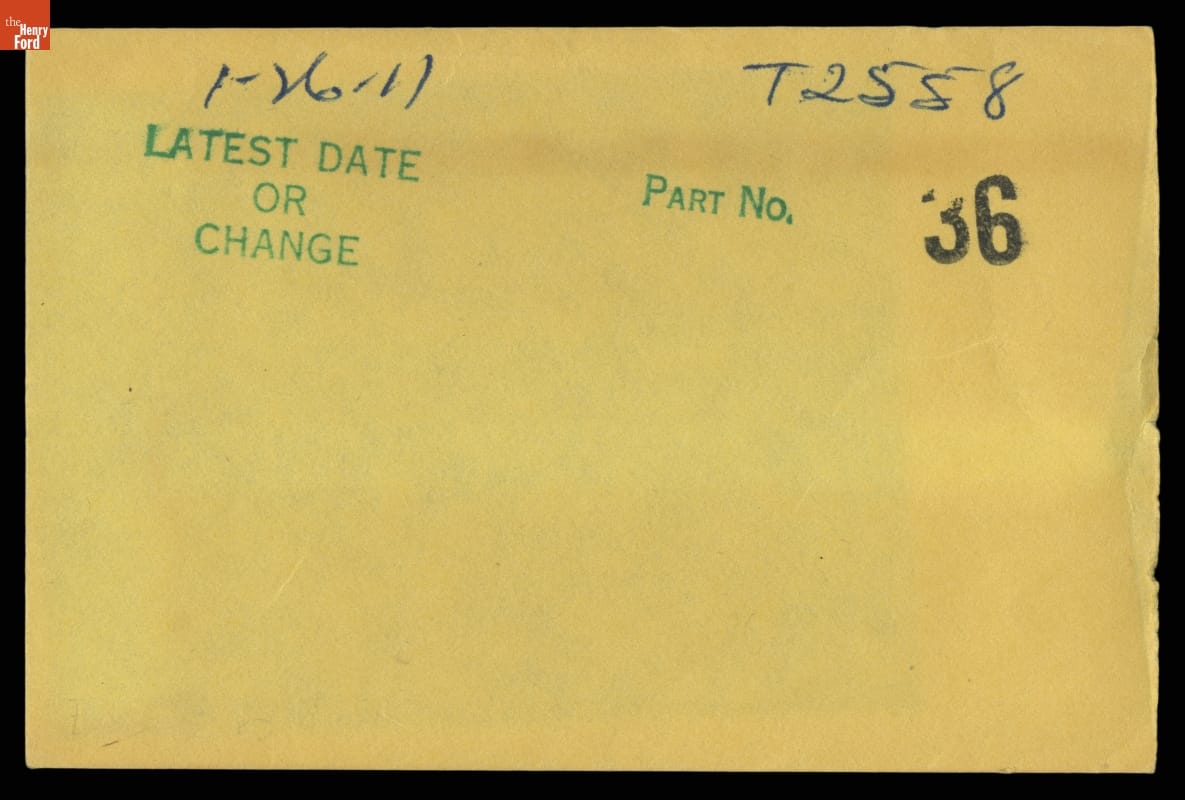 the
Henry
Ford
1-26-11 T2558
LATEST DATE
OR
CHANGE
PART NO. 36